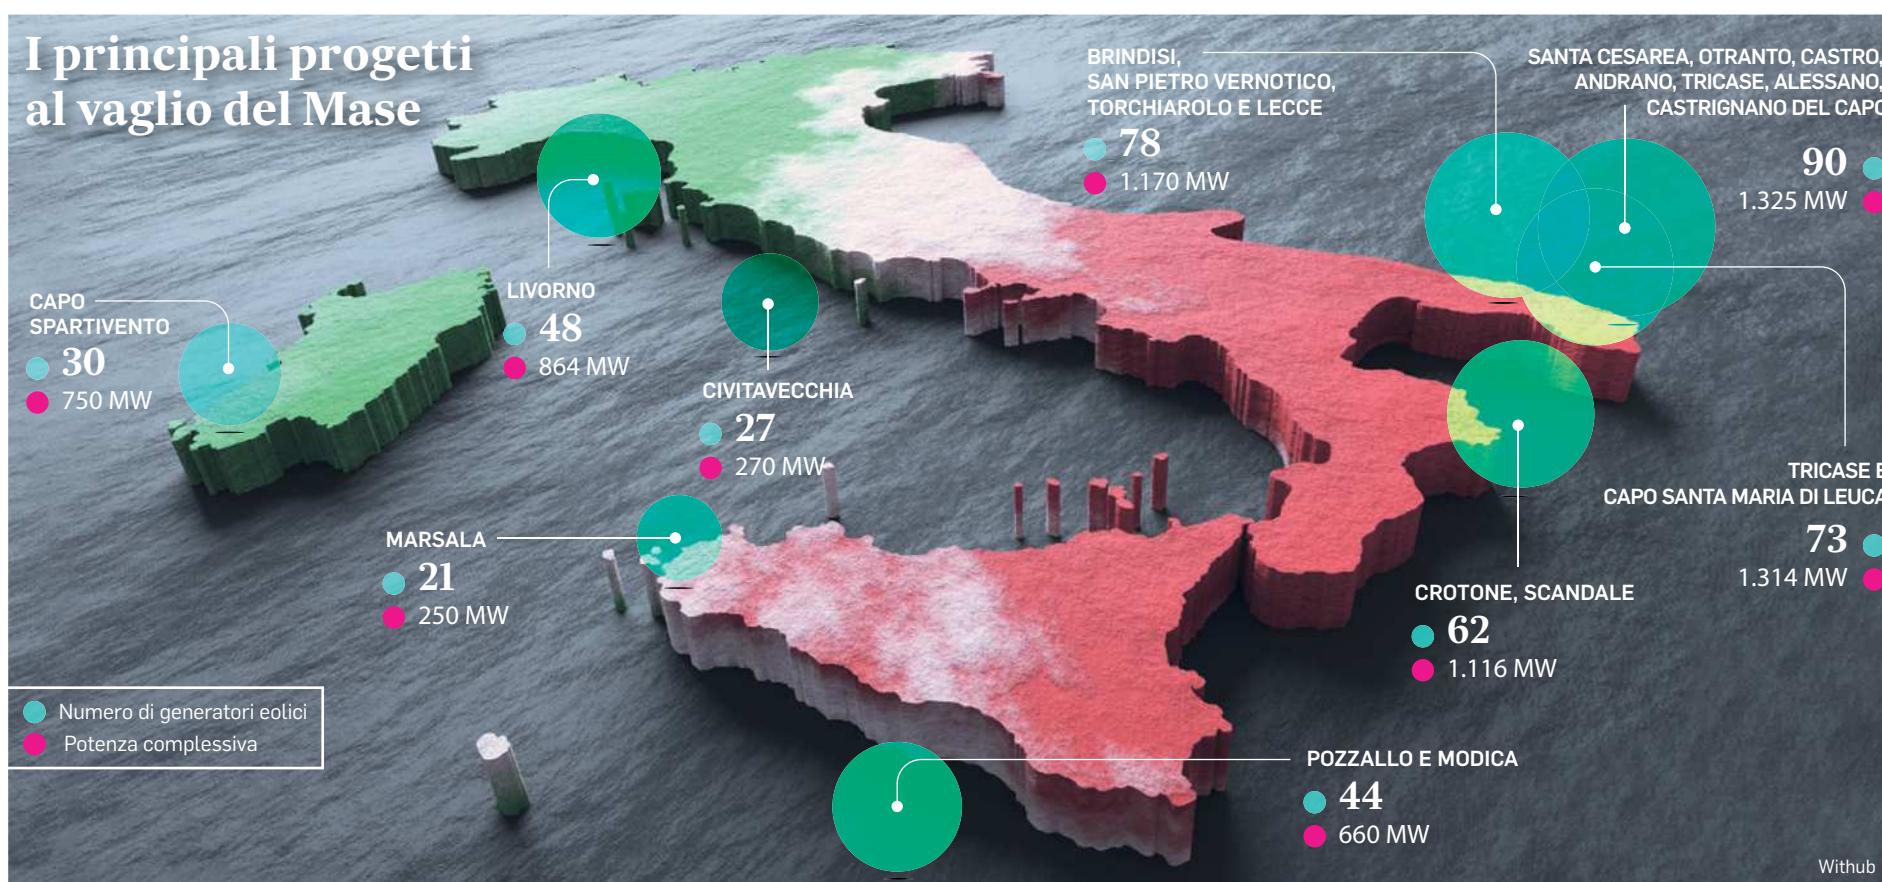 I principali progetti
al vaglio del Mase
BRINDISI,
SAN PIETRO VERNOTICO,
TORCHIAROLO E LECCE
78
1.170 MW
SANTA CESAREA, OTRANTO, CASTRO,
ANDRANO, TRICASE, ALESSANO,
CASTRIGNANO DEL CAPO
90
1.325 MW
CAPO
SPARTIVENTO
30
750 MW
LIVORNO
48
864 MW
CIVITAVECCHIA
27
270 MW
MARSALA
21
250 MW
TRICASE E
CAPO SANTA MARIA DI LEUCA
73
1.314 MW
CROTONE, SCANDALE
62
1.116 MW
POZZALLO E MODICA
44
660 MW
Numero di generatori eolici
Potenza complessiva
Withub